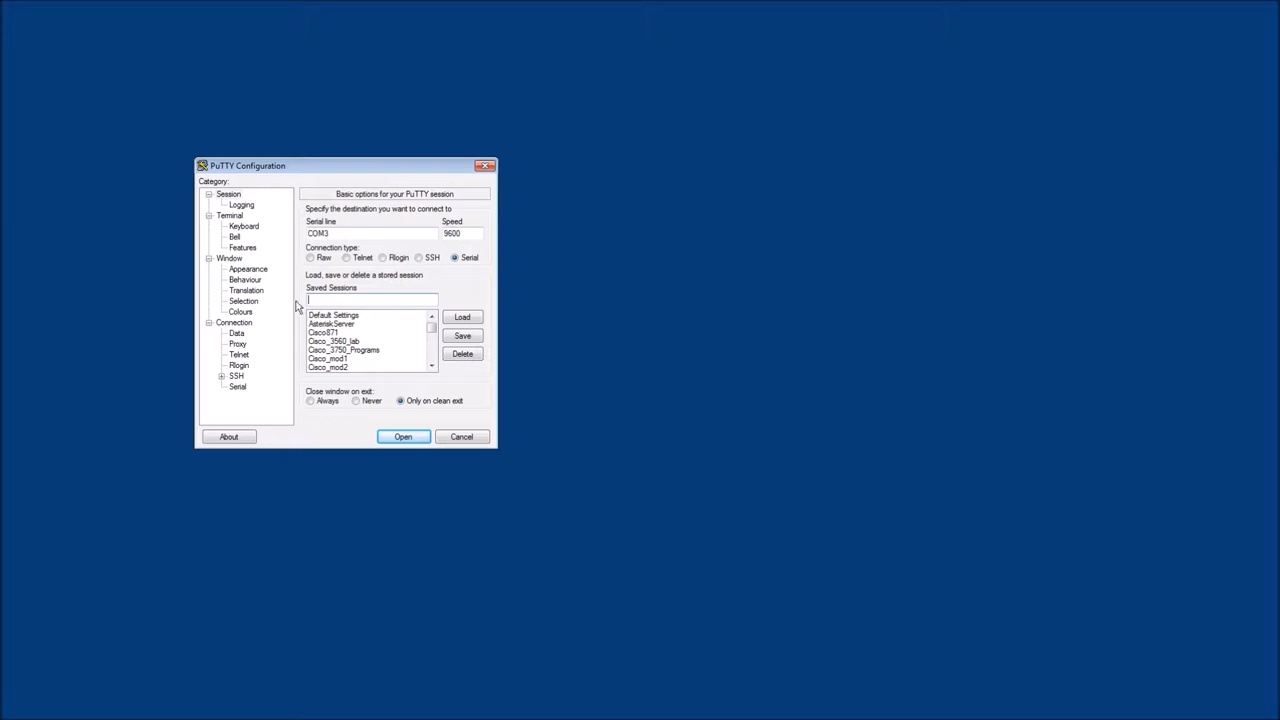 PuTTY Configuration
Category:
Session
Logging
Terminal
Keyboard
Bell
Features
Window
Appearance
Behaviour
Translation
Selection
Colours
Connection
Data
Proxy
Telnet
Rlogin
SSH
Serial
Basic options for your PuTTY session
Specify the destination you want to connect to
Serial line Speed
COM3 9600
Connection type:
Raw Telnet Rlogin SSH Serial
Load, save or delete a stored session
Saved Sessions
Default Settings
AsteriskServer
Cisco871
Cisco_3560_lab
Cisco_3750_Programs
Cisco_mod1
Cisco_mod2
Load
Save
Delete
Close window on exit:
Always Never Only on clean exit
About Open Cancel